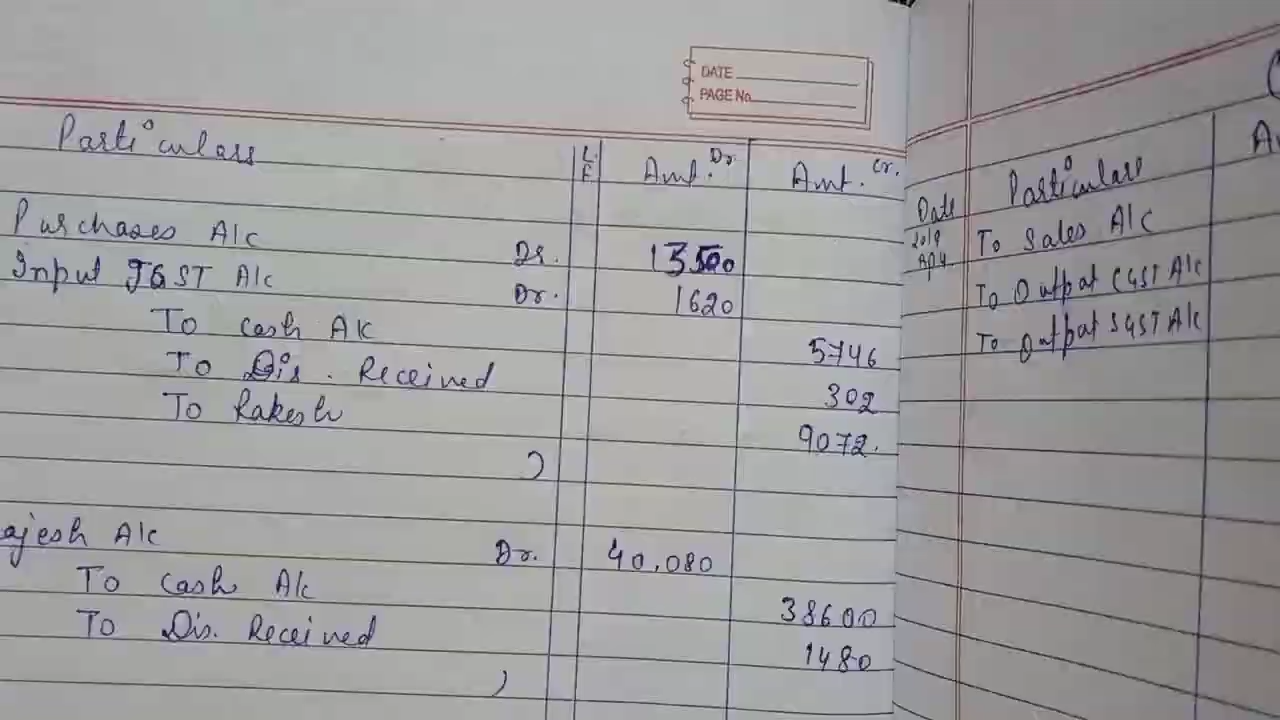 DATE
PAGE No.
Particulars L.F. Amt. Dr. Amt. Cr.
Purchases A/c Dr. 13500
Input IGST A/c Dr. 1620
To Cash A/c 5746
To Dis. Received 302
To Rakesh 9072.
)
ajesh A/c Dr. 40,080
To Cash A/c 38600
To Dis. Received 1480
)
Date Particulars
2019 To Sales A/c
Apr
To Output CGST A/c
To Output SGST A/c